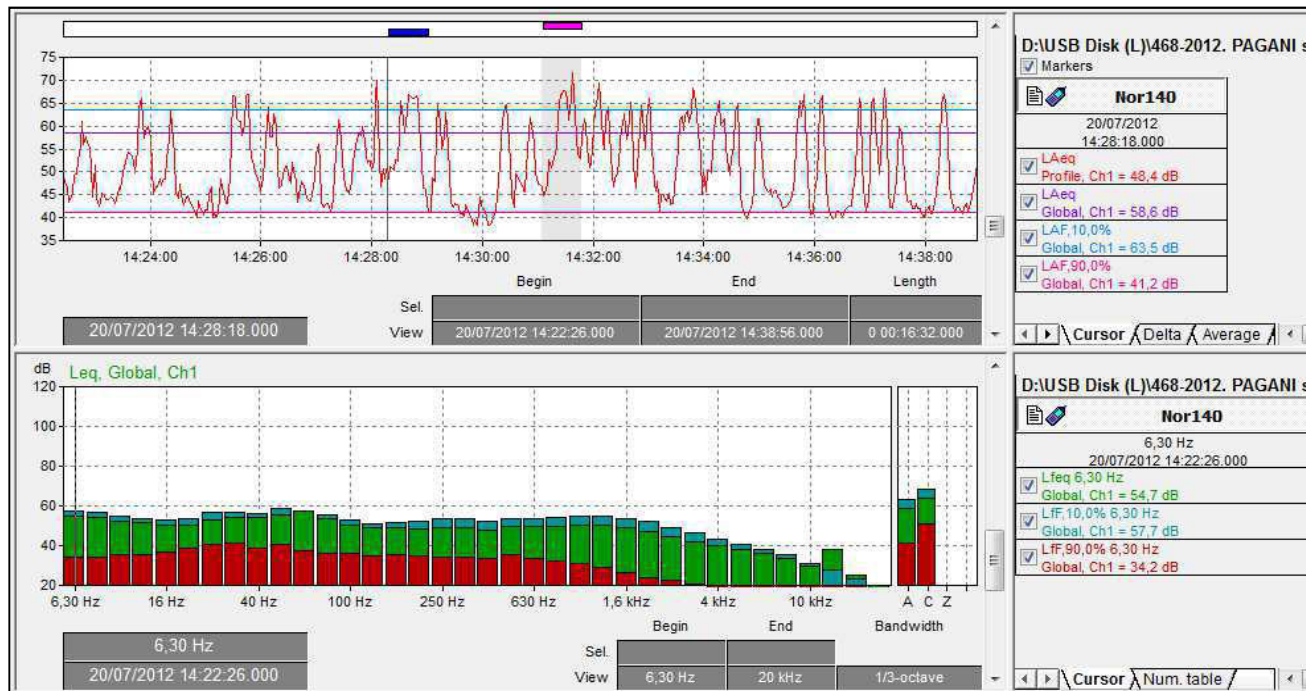 D:\USB Disk (L)\468-2012. PAGANI s
Markers
Nor140
20/07/2012
14:28:18.000
LAeq
Profile, Ch1 = 48,4 dB
LAeq
Global, Ch1 = 58,6 dB
LAF,10,0%
Global, Ch1 = 63,5 dB
LAF,90,0%
Global, Ch1 = 41,2 dB
Cursor Delta Average
75
70
65
60
55
50
45
40
35
14:24:00 14:26:00 14:28:00 14:30:00 14:32:00 14:34:00 14:36:00 14:38:00
Begin End Length
Sel.
20/07/2012 14:28:18.000
View 20/07/2012 14:22:26.000 20/07/2012 14:38:56.000 0 00:16:32.000
dB
Leq, Global, Ch1
120
100
80
60
40
20
6,30 Hz 16 Hz 40 Hz 100 Hz 250 Hz 630 Hz 1,6 kHz 4 kHz 10 kHz A C Z
Begin End Bandwidth
6,30 Hz
Sel.
20/07/2012 14:22:26.000
View 6,30 Hz 20 kHz 1/3-octave
D:\USB Disk (L)\468-2012. PAGANI s
Nor140
6,30 Hz
20/07/2012 14:22:26.000
Lfeq 6,30 Hz
Global, Ch1 = 54,7 dB
LfF,10,0% 6,30 Hz
Global, Ch1 = 57,7 dB
LfF,90,0% 6,30 Hz
Global, Ch1 = 34,2 dB
Cursor Num. table